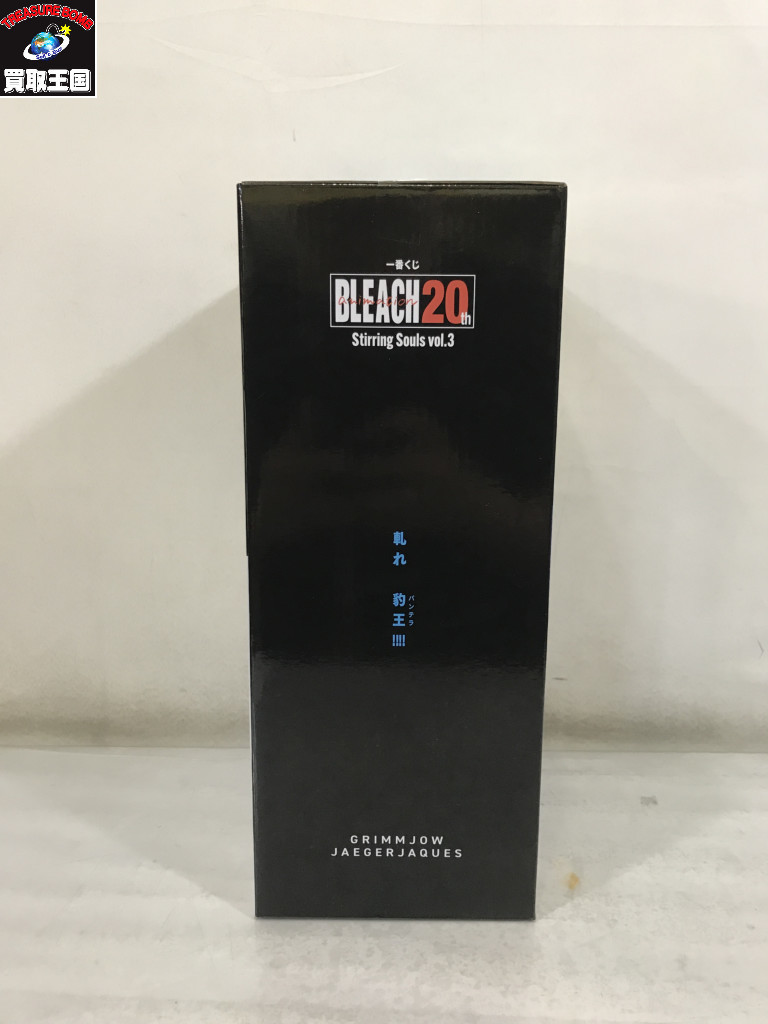 TREASURE BOMB
買取王国
一番くじ
BLEACH 20th
animation
Stirring Souls vol.3
軋れ 豹王!!!!
パンテラ
GRIMMJOW
JAEGERJAQUES